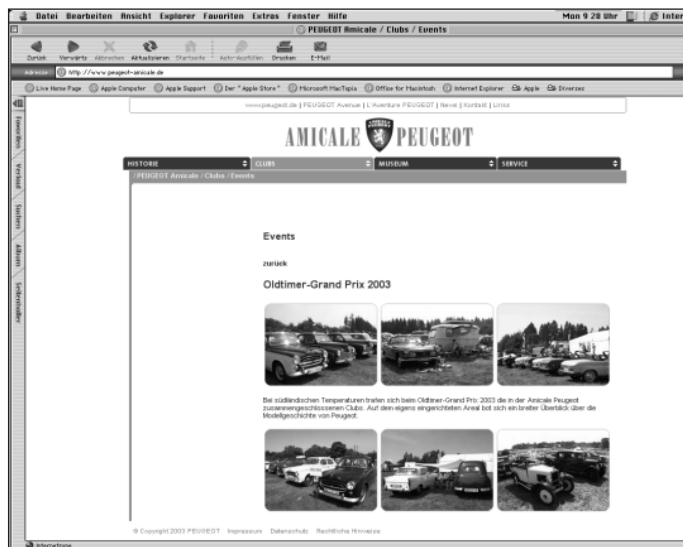 Datei Bearbeiten Ansicht Explorer Favoriten Extras Fenster Hilfe
Mon 9 28 Uhr
Inter
PEUGEOT Amicale / Clubs / Events
Zurück Vorwärts Abbrechen Aktualisieren Startseite Auto-Ausfüllen Drucken E-Mail
Adresse http://www.peugeot-amicale.de
Live Home Page Apple Computer Apple Support Der "Apple Store" Microsoft MacTopia Office for Macintosh Internet Explorer Apple Diverses
www.peugeot.de | PEUGEOT Avenue | L'Aventure PEUGEOT | News | Kontakt | Links
Favoriten
Verlauf
Suchen
Album
Seitenhalter
AMICALE PEUGEOT
HISTORIE CLUBS MUSEUM SERVICE
/ PEUGEOT Amicale / Clubs / Events
Events
zurück
Oldtimer-Grand Prix 2003
Bei südländischen Temperaturen trafen sich beim Oldtimer-Grand Prix 2003 die in der Amicale Peugeot
zusammengeschlossenen Clubs. Auf dem eigens eingerichteten Areal bot sich ein breiter Überblick über die
Modellgeschichte von Peugeot.
© Copyright 2003 PEUGEOT Impressum Datenschutz Rechtliche Hinweise
Internetzone